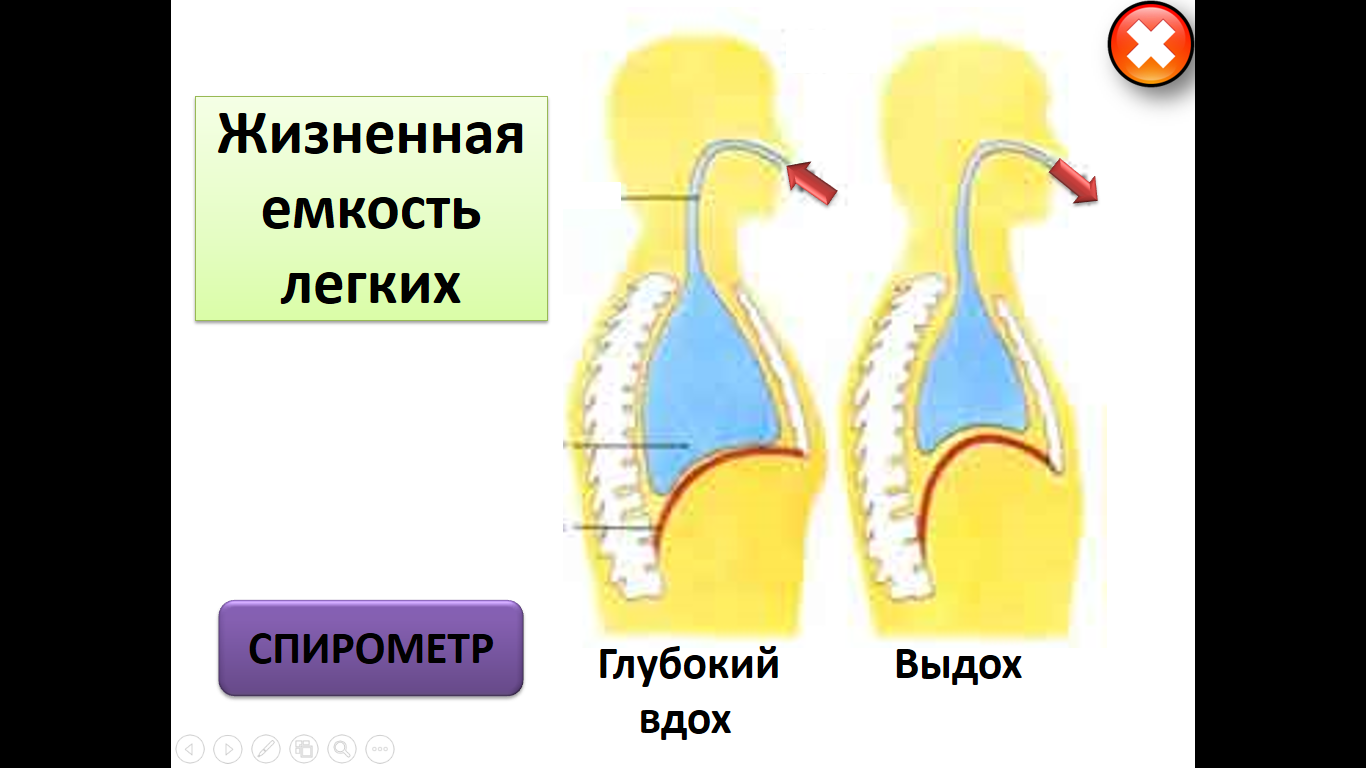 Жизненная
емкость
легких
СПИРОМЕТР
Глубокий
вдох
Выдох